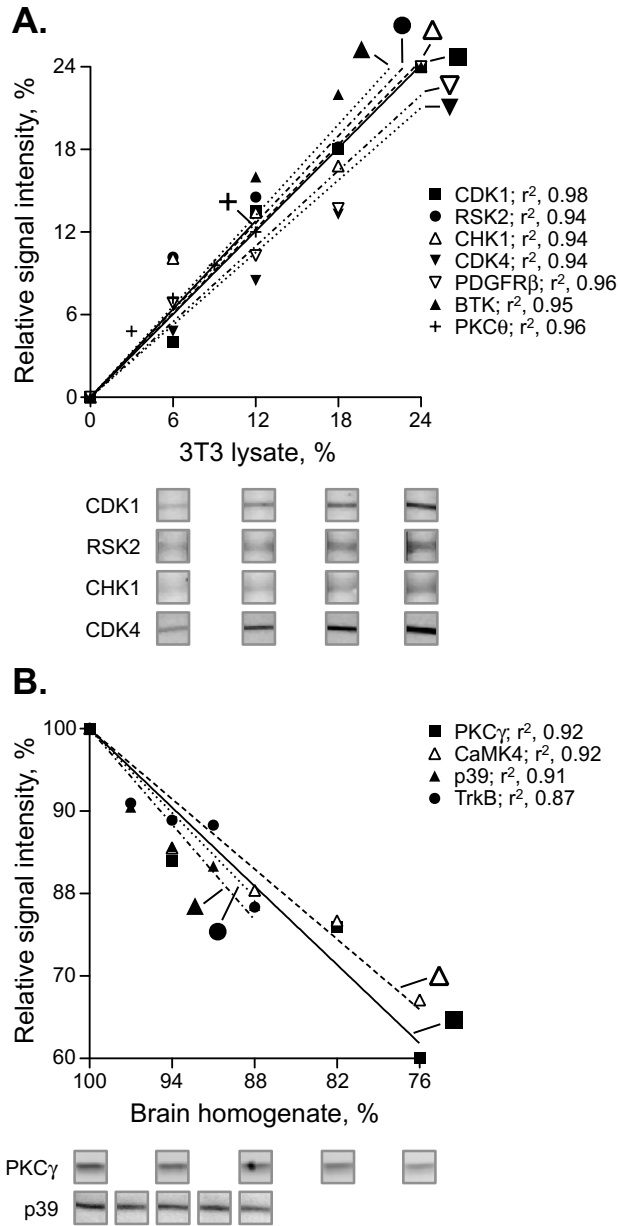 A.
Relative signal intensity, %
24
18
12
6
0
0 6 12 18 24
3T3 lysate, %
CDK1; r², 0.98
RSK2; r², 0.94
CHK1; r², 0.94
CDK4; r², 0.94
PDGFRβ; r², 0.96
BTK; r², 0.95
PKCθ; r², 0.96
CDK1
RSK2
CHK1
CDK4
B.
Relative signal intensity, %
100
90
88
70
60
100 94 88 82 76
Brain homogenate, %
PKCγ; r², 0.92
CaMK4; r², 0.92
p39; r², 0.91
TrkB; r², 0.87
PKCγ
p39